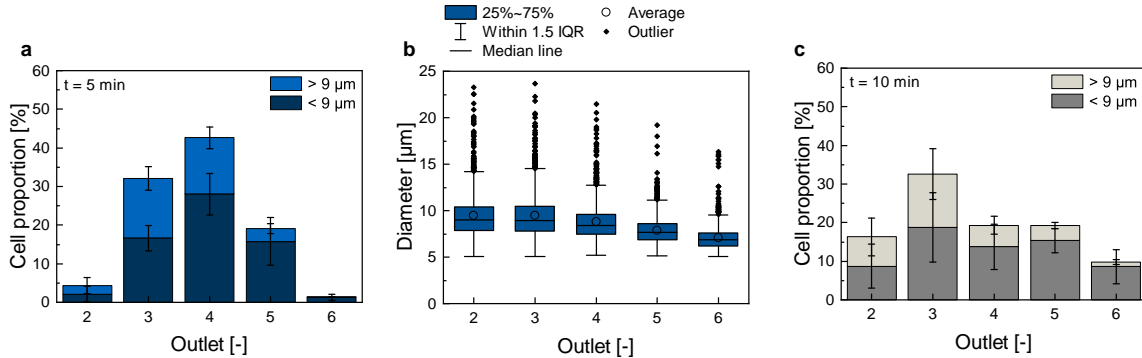 25%~75%
Within 1.5 IQR
Median line
Average
Outlier
a
t = 5 min
> 9 µm
< 9 µm
60
50
40
30
20
10
0
Cell proportion [%]
2 3 4 5 6
Outlet [-]
b
25
20
15
10
5
0
Diameter [µm]
2 3 4 5 6
Outlet [-]
c
t = 10 min
> 9 µm
< 9 µm
60
50
40
30
20
10
0
Cell proportion [%]
2 3 4 5 6
Outlet [-]